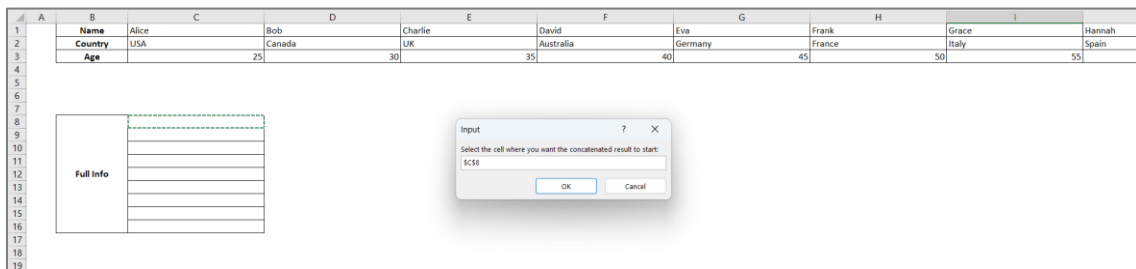 A B C D E F G H I
1 Name Alice Bob Charlie David Eva Frank Grace Hannah
2 Country USA Canada UK Australia Germany France Italy Spain
3 Age 25 30 35 40 45 50 55
4
5
6
7
8
9
10
11
12 Full Info
13
14
15
16
17
18
19
Input ? X
Select the cell where you want the concatenated result to start:
$C$8
OK Cancel